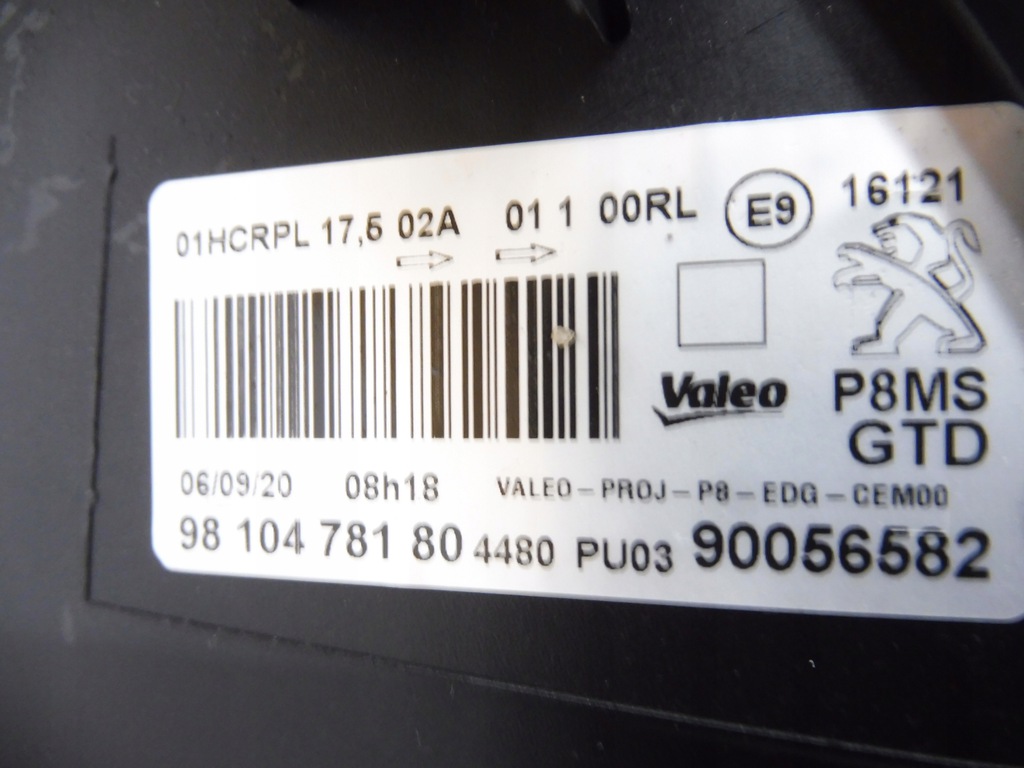 01HCRPL 17,5 02A 01 1 00RL E9 16121
Valeo P8MS
GTD
06/09/20 08h18 VALEO-PROJ-P8-EDG-CEM00
98 104 781 80 4480 PU03 90056582